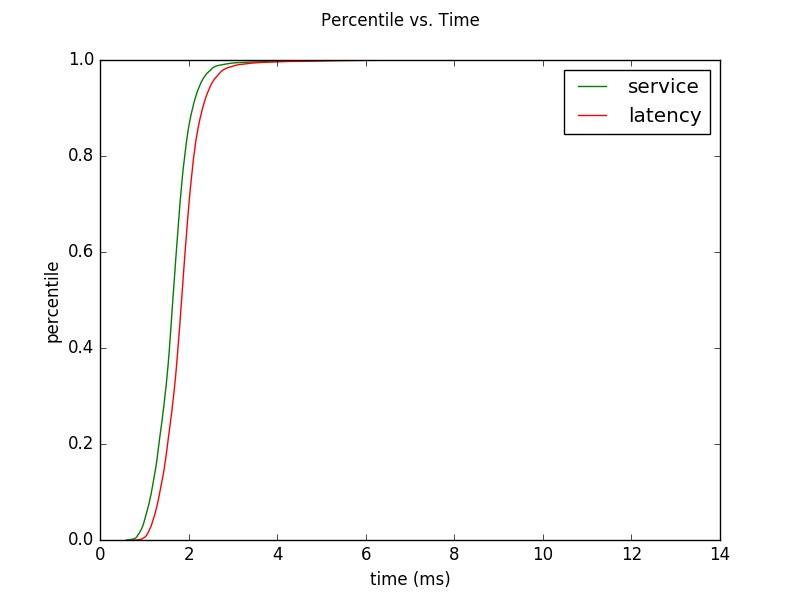 Percentile vs. Time
1.0
0.8
0.6
0.4
0.2
0.0
percentile
service
latency
0 2 4 6 8 10 12 14
time (ms)